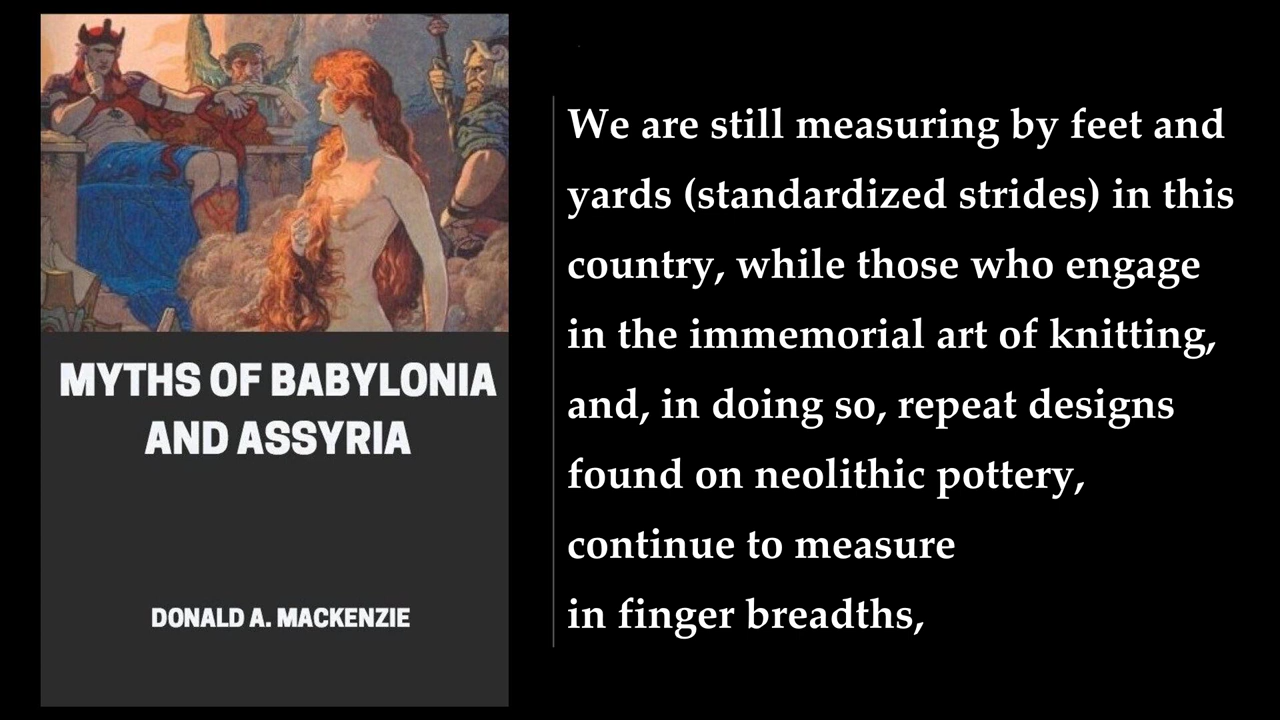 MYTHS OF BABYLONIA
AND ASSYRIA
DONALD A. MACKENZIE
We are still measuring by feet and
yards (standardized strides) in this
country, while those who engage
in the immemorial art of knitting,
and, in doing so, repeat designs
found on neolithic pottery,
continue to measure
in finger breadths,